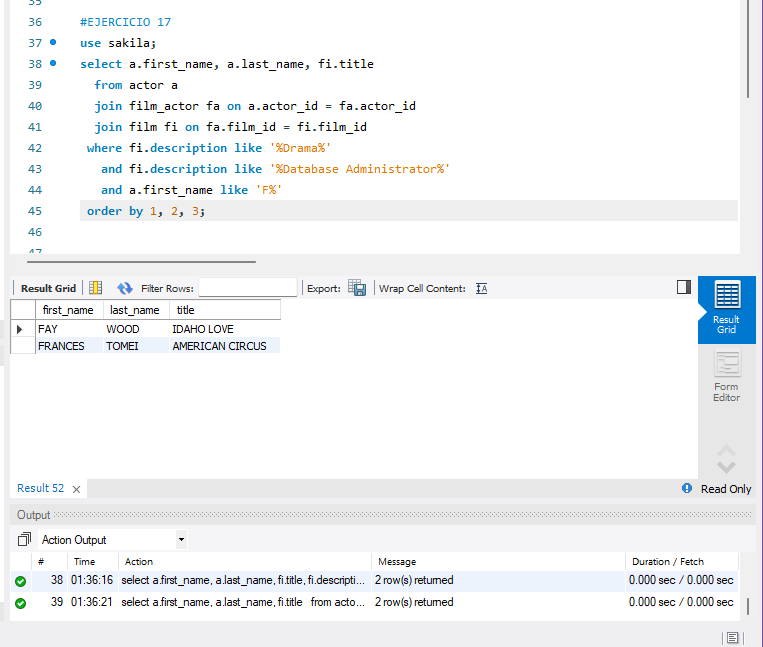 35
36 #EJERCICIO 17
37 use sakila;
38 select a.first_name, a.last_name, fi.title
39 from actor a
40 join film_actor fa on a.actor_id = fa.actor_id
41 join film fi on fa.film_id = fi.film_id
42 where fi.description like '%Drama%'
43 and fi.description like '%Database Administrator%'
44 and a.first_name like 'F%'
45 order by 1, 2, 3;
46
47
Result Grid Filter Rows: Export: Wrap Cell Content: IA
first_name last_name title
FAY WOOD IDAHO LOVE
FRANCES TOMEI AMERICAN CIRCUS
Result
Grid
Form
Editor
Result 52
Read Only
Output
Action Output
# Time Action Message Duration / Fetch
38 01:36:16 select a.first_name, a.last_name, fi.title, fi.descripti... 2 row(s) returned 0.000 sec / 0.000 sec
39 01:36:21 select a.first_name, a.last_name, fi.title from acto... 2 row(s) returned 0.000 sec / 0.000 sec